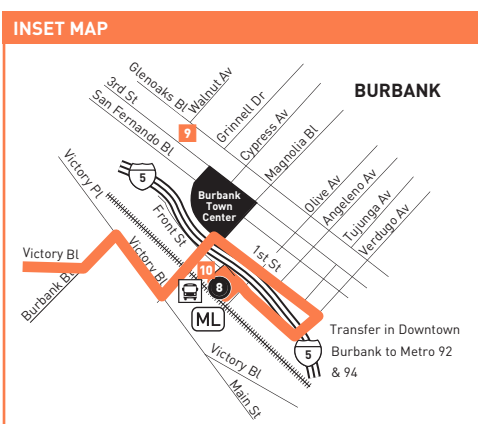 INSET MAP
BURBANK
Glenoaks Bl
Walnut Av
3rd St
Grinnell Dr
San Fernando Bl
Cypress Av
9
Magnolia Bl
Victory Pl
5
Burbank
Town
Center
Olive Av
Angeleno Av
Tujunga Av
Verdugo Av
Front St
1st St
Victory Bl
Victory Bl
Burbank B
10
8
ML
Transfer in Downtown
Burbank to Metro 92
& 94
5
Victory Bl
Main St